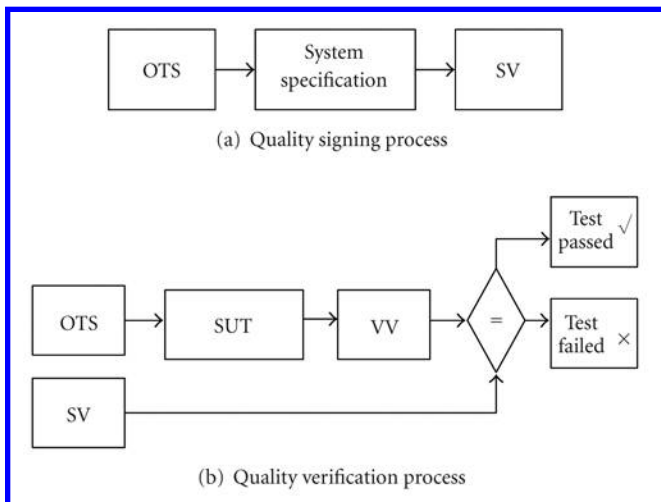 OTS
System
specification
SV
(a) Quality signing process
Test
passed √
OTS
SUT
VV
=
Test
failed ×
SV
(b) Quality verification process